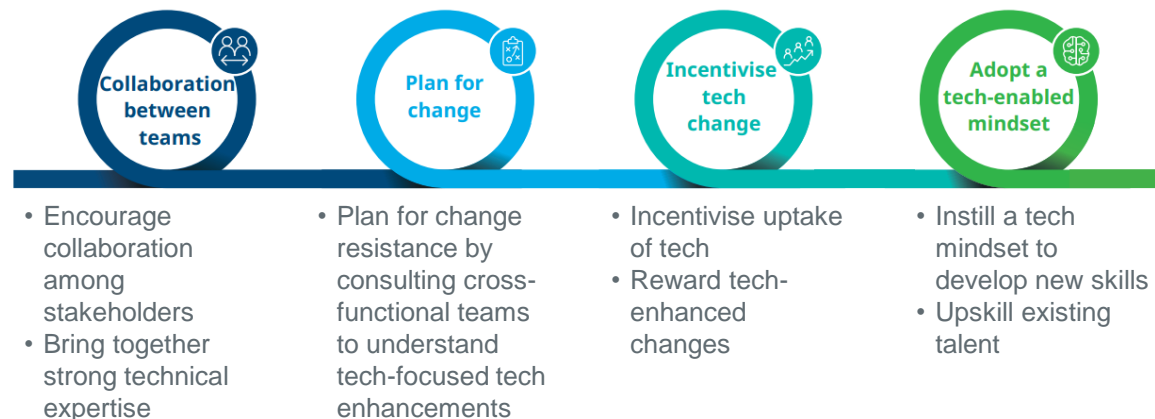 Collaboration
between
teams
Plan for
change
Incentivise
tech
change
Adopt a
tech-enabled
mindset
• Encourage
collaboration
among
stakeholders
• Bring together
strong technical
expertise
• Plan for change
resistance by
consulting cross-
functional teams
to understand
tech-focused tech
enhancements
• Incentivise uptake
of tech
• Reward tech-
enhanced
changes
• Instill a tech
mindset to
develop new skills
• Upskill existing
talent